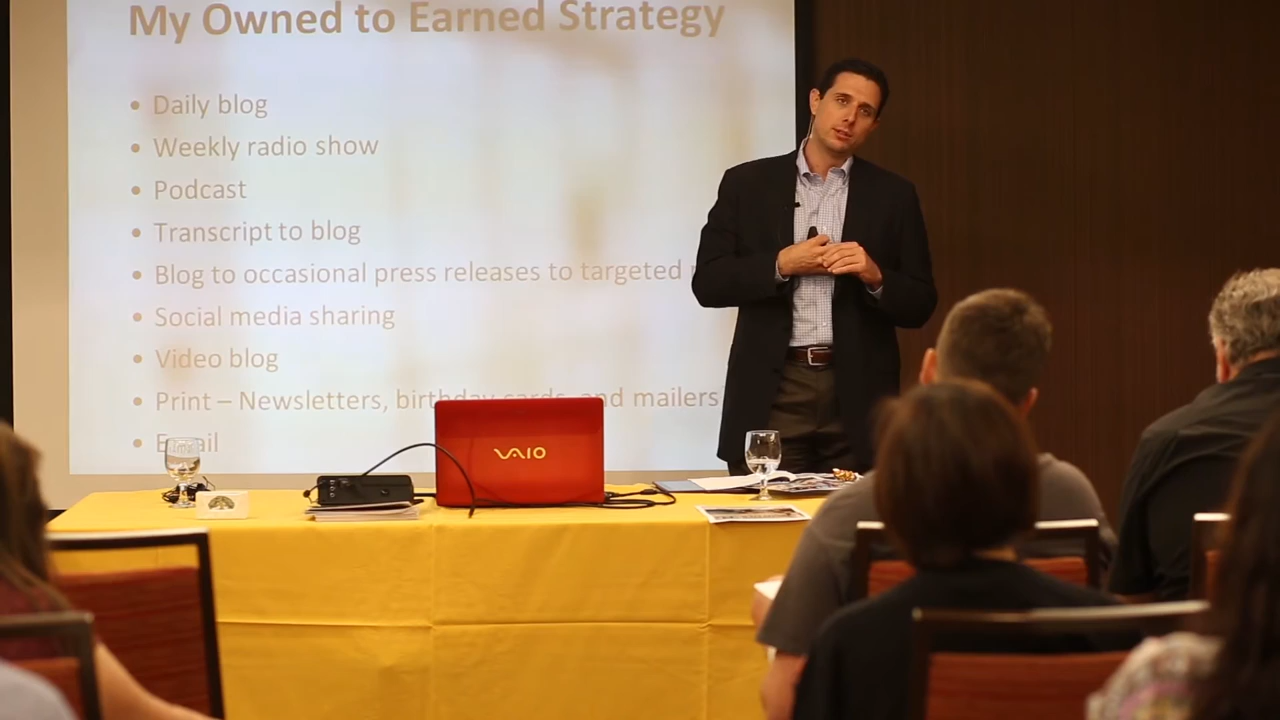 My Owned to Earned Strategy
• Daily blog
• Weekly radio show
• Podcast
• Transcript to blog
• Blog to occasional press releases to targeted
• Social media sharing
• Video blog
• Print – Newsletters, birthday cards, and mailers
• Email
VAIO